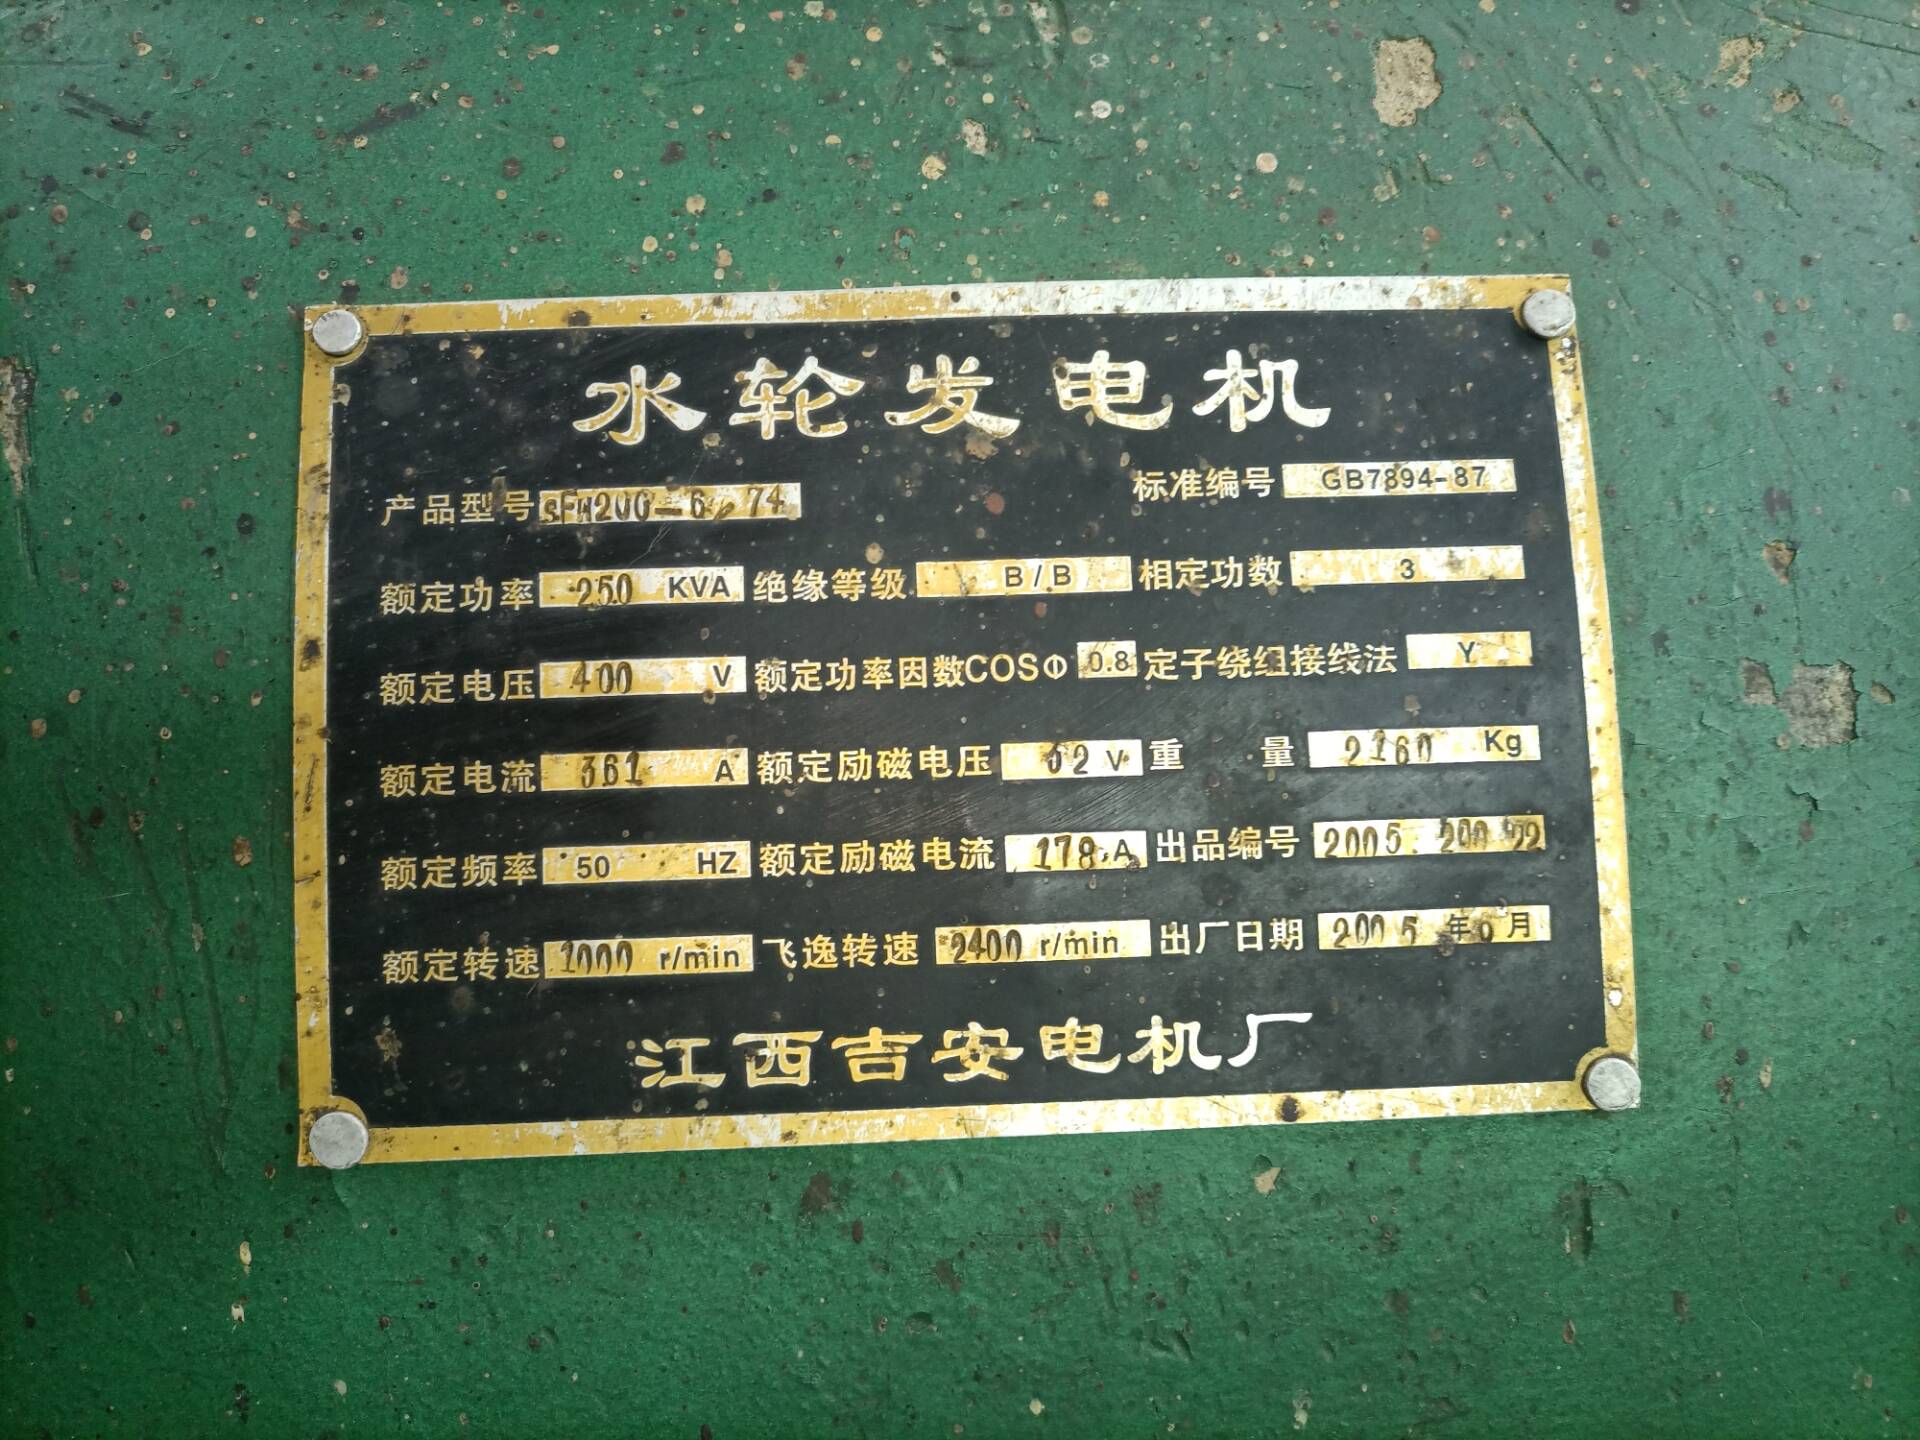 水轮发电机
产品型号 SFW200-6/74 标准编号 GB7894-87
额定功率 250 KVA 绝缘等级 B/B 相定功数 3
额定电压 400 V 额定功率因数COSΦ 0.8 定子绕组接线法 Y
额定电流 361 A 额定励磁电压 V 重量 2160 Kg
额定频率 50 HZ 额定励磁电流 178 A 出品编号 2005.
额定转速 1000 r/min 飞逸转速 2400 r/min 出厂日期 2005 年 月
江西吉安电机厂